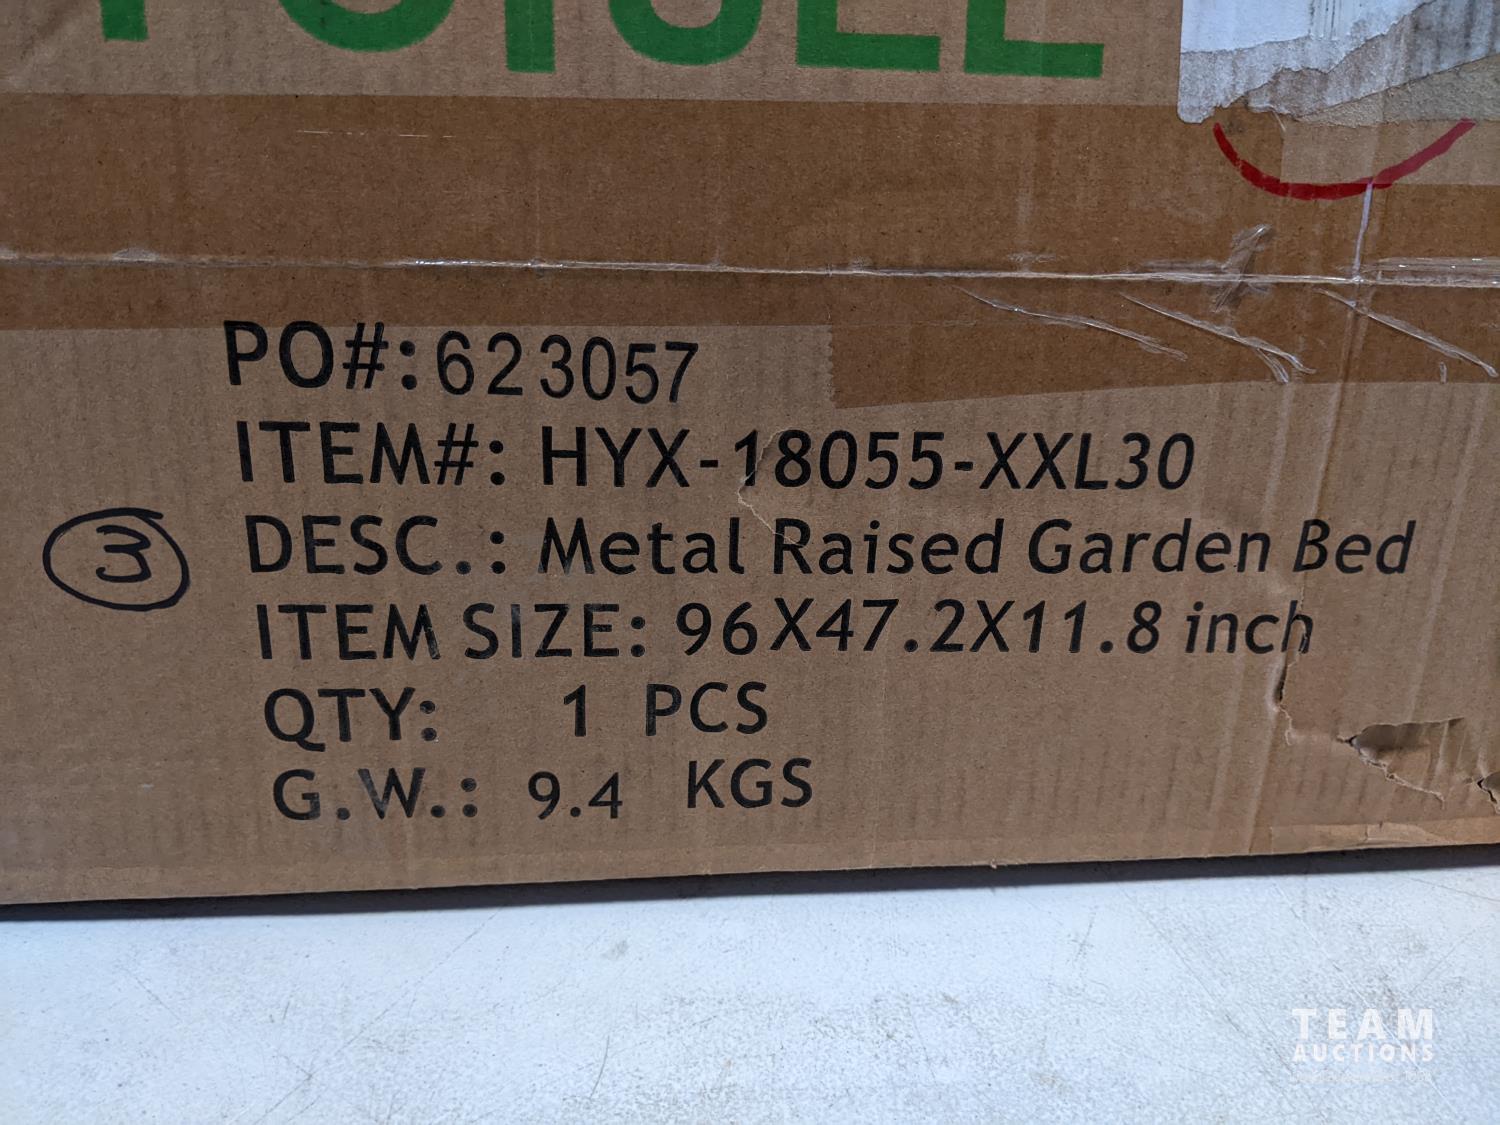 PO#: 623057
ITEM#: HYX-18055-XXL30
DESC.: Metal Raised Garden Bed
3
ITEM SIZE: 96X47.2X11.8 inch
QTY: 1 PCS
G.W.: 9.4 KGS
TEAM
AUCTIONS